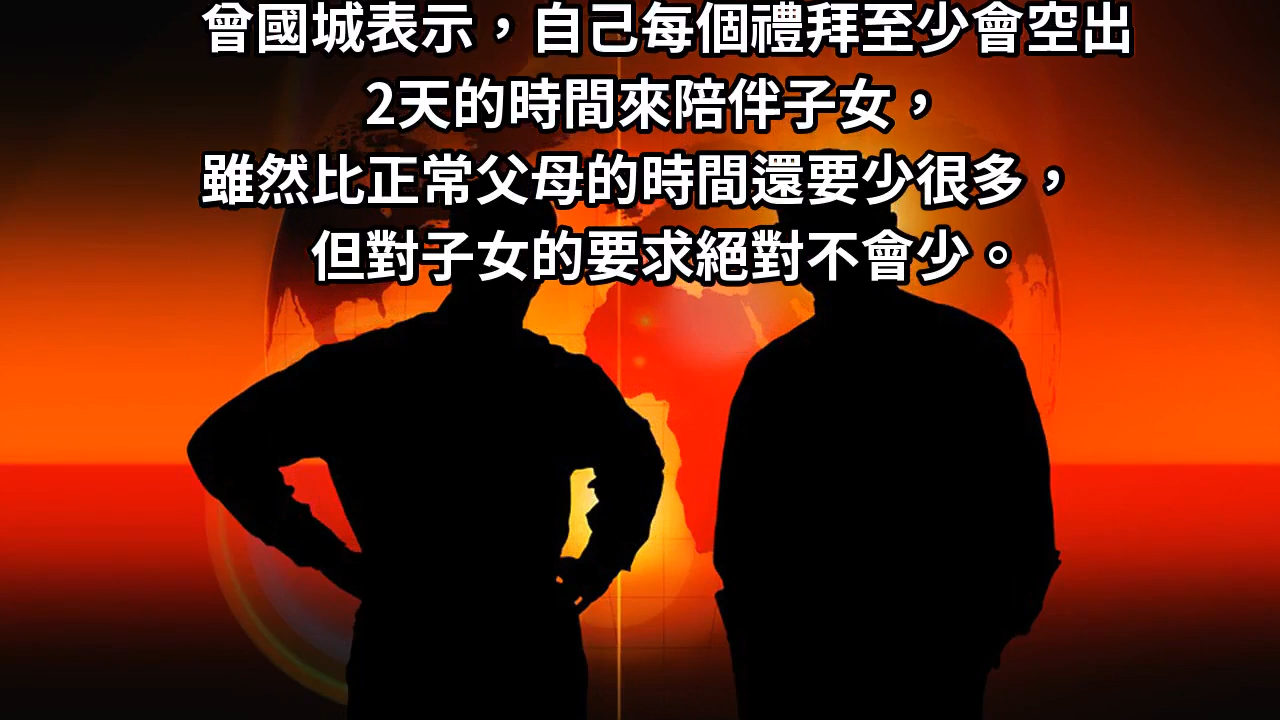 曾國城表示，自己每個禮拜至少會空出
2天的時間來陪伴子女，
雖然比正常父母的時間還要少很多，
但對子女的要求絕對不會少。